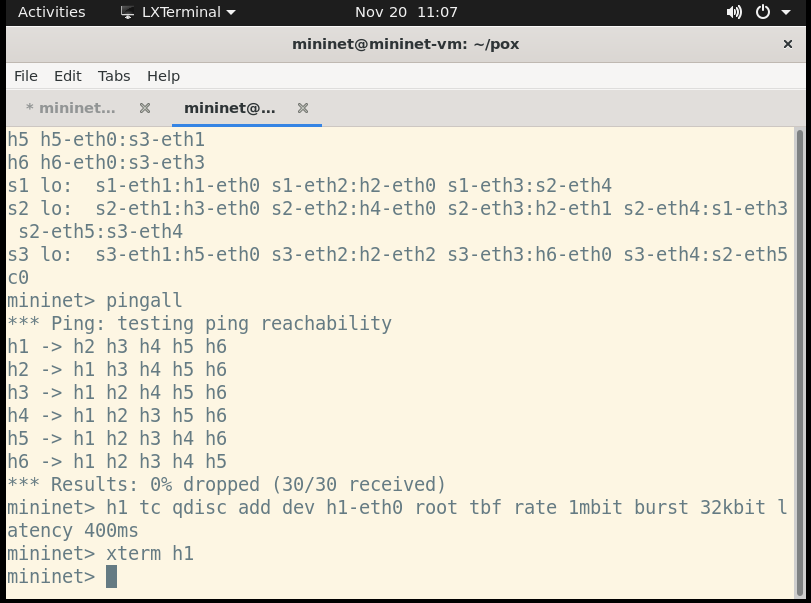 Activities LXTerminal Nov 20 11:07
mininet@mininet-vm: ~/pox
File Edit Tabs Help
* mininet... mininet@...
h5 h5-eth0:s3-eth1
h6 h6-eth0:s3-eth3
s1 lo:  s1-eth1:h1-eth0 s1-eth2:h2-eth0 s1-eth3:s2-eth4
s2 lo:  s2-eth1:h3-eth0 s2-eth2:h4-eth0 s2-eth3:h2-eth1 s2-eth4:s1-eth3
 s2-eth5:s3-eth4
s3 lo:  s3-eth1:h5-eth0 s3-eth2:h2-eth2 s3-eth3:h6-eth0 s3-eth4:s2-eth5
c0
mininet> pingall
*** Ping: testing ping reachability
h1 -> h2 h3 h4 h5 h6
h2 -> h1 h3 h4 h5 h6
h3 -> h1 h2 h4 h5 h6
h4 -> h1 h2 h3 h5 h6
h5 -> h1 h2 h3 h4 h6
h6 -> h1 h2 h3 h4 h5
*** Results: 0% dropped (30/30 received)
mininet> h1 tc qdisc add dev h1-eth0 root tbf rate 1mbit burst 32kbit l
atency 400ms
mininet> xterm h1
mininet>